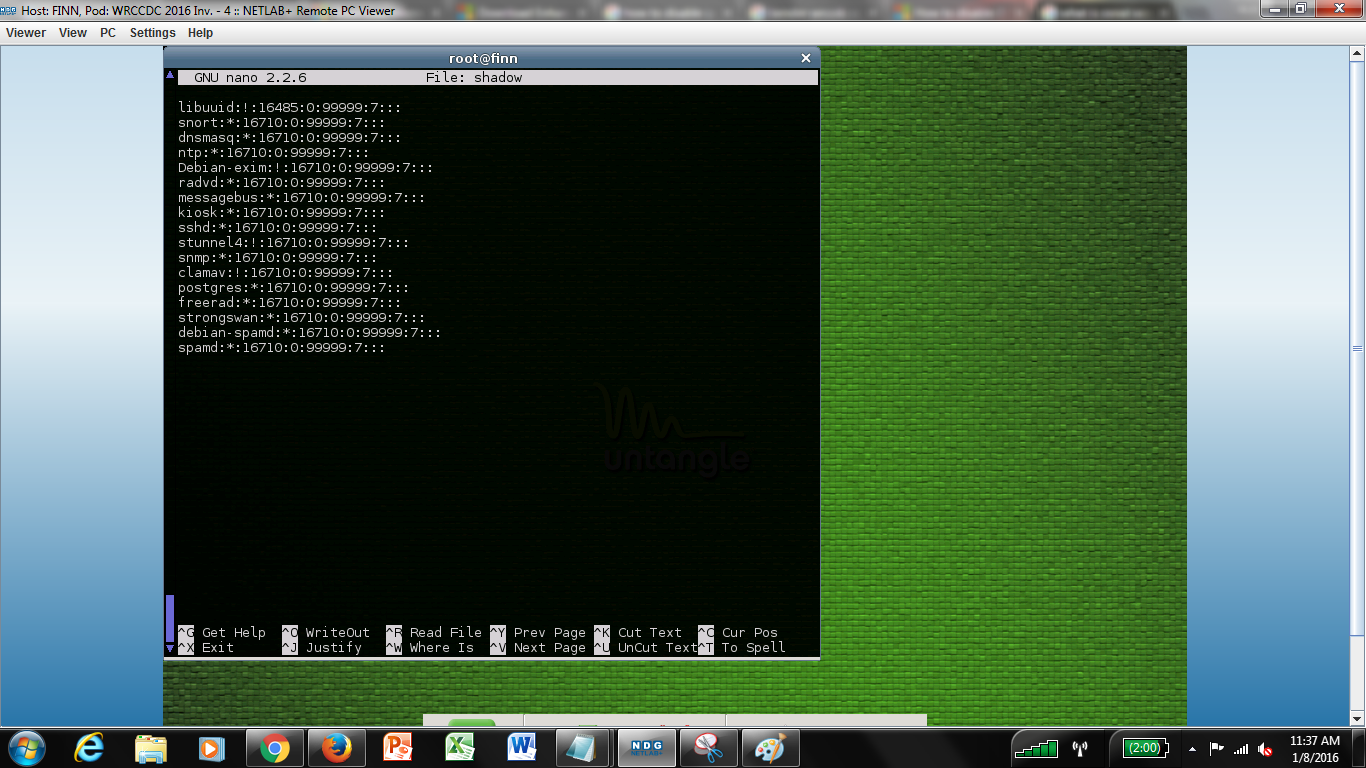 Host: FINN, Pod: WRCCDC 2016 Inv. - 4 :: NETLAB+ Remote PC Viewer
Viewer View PC Settings Help
root@finn
GNU nano 2.2.6 File: shadow
libuuid:!:16485:0:99999:7:::
snort:*:16710:0:99999:7:::
dnsmasq:*:16710:0:99999:7:::
ntp:*:16710:0:99999:7:::
Debian-exim:!:16710:0:99999:7:::
radvd:*:16710:0:99999:7:::
messagebus:*:16710:0:99999:7:::
kiosk:*:16710:0:99999:7:::
sshd:*:16710:0:99999:7:::
stunnel4:!:16710:0:99999:7:::
snmp:*:16710:0:99999:7:::
clamav:!:16710:0:99999:7:::
postgres:*:16710:0:99999:7:::
freerad:*:16710:0:99999:7:::
strongswan:*:16710:0:99999:7:::
debian-spamd:*:16710:0:99999:7:::
spamd:*:16710:0:99999:7:::
untangle
^G Get Help ^O WriteOut ^R Read File ^Y Prev Page ^K Cut Text ^C Cur Pos
^X Exit ^J Justify ^W Where Is ^V Next Page ^U UnCut Text ^T To Spell
NDG
NETLAB+
(2:00)
11:37 AM
1/8/2016